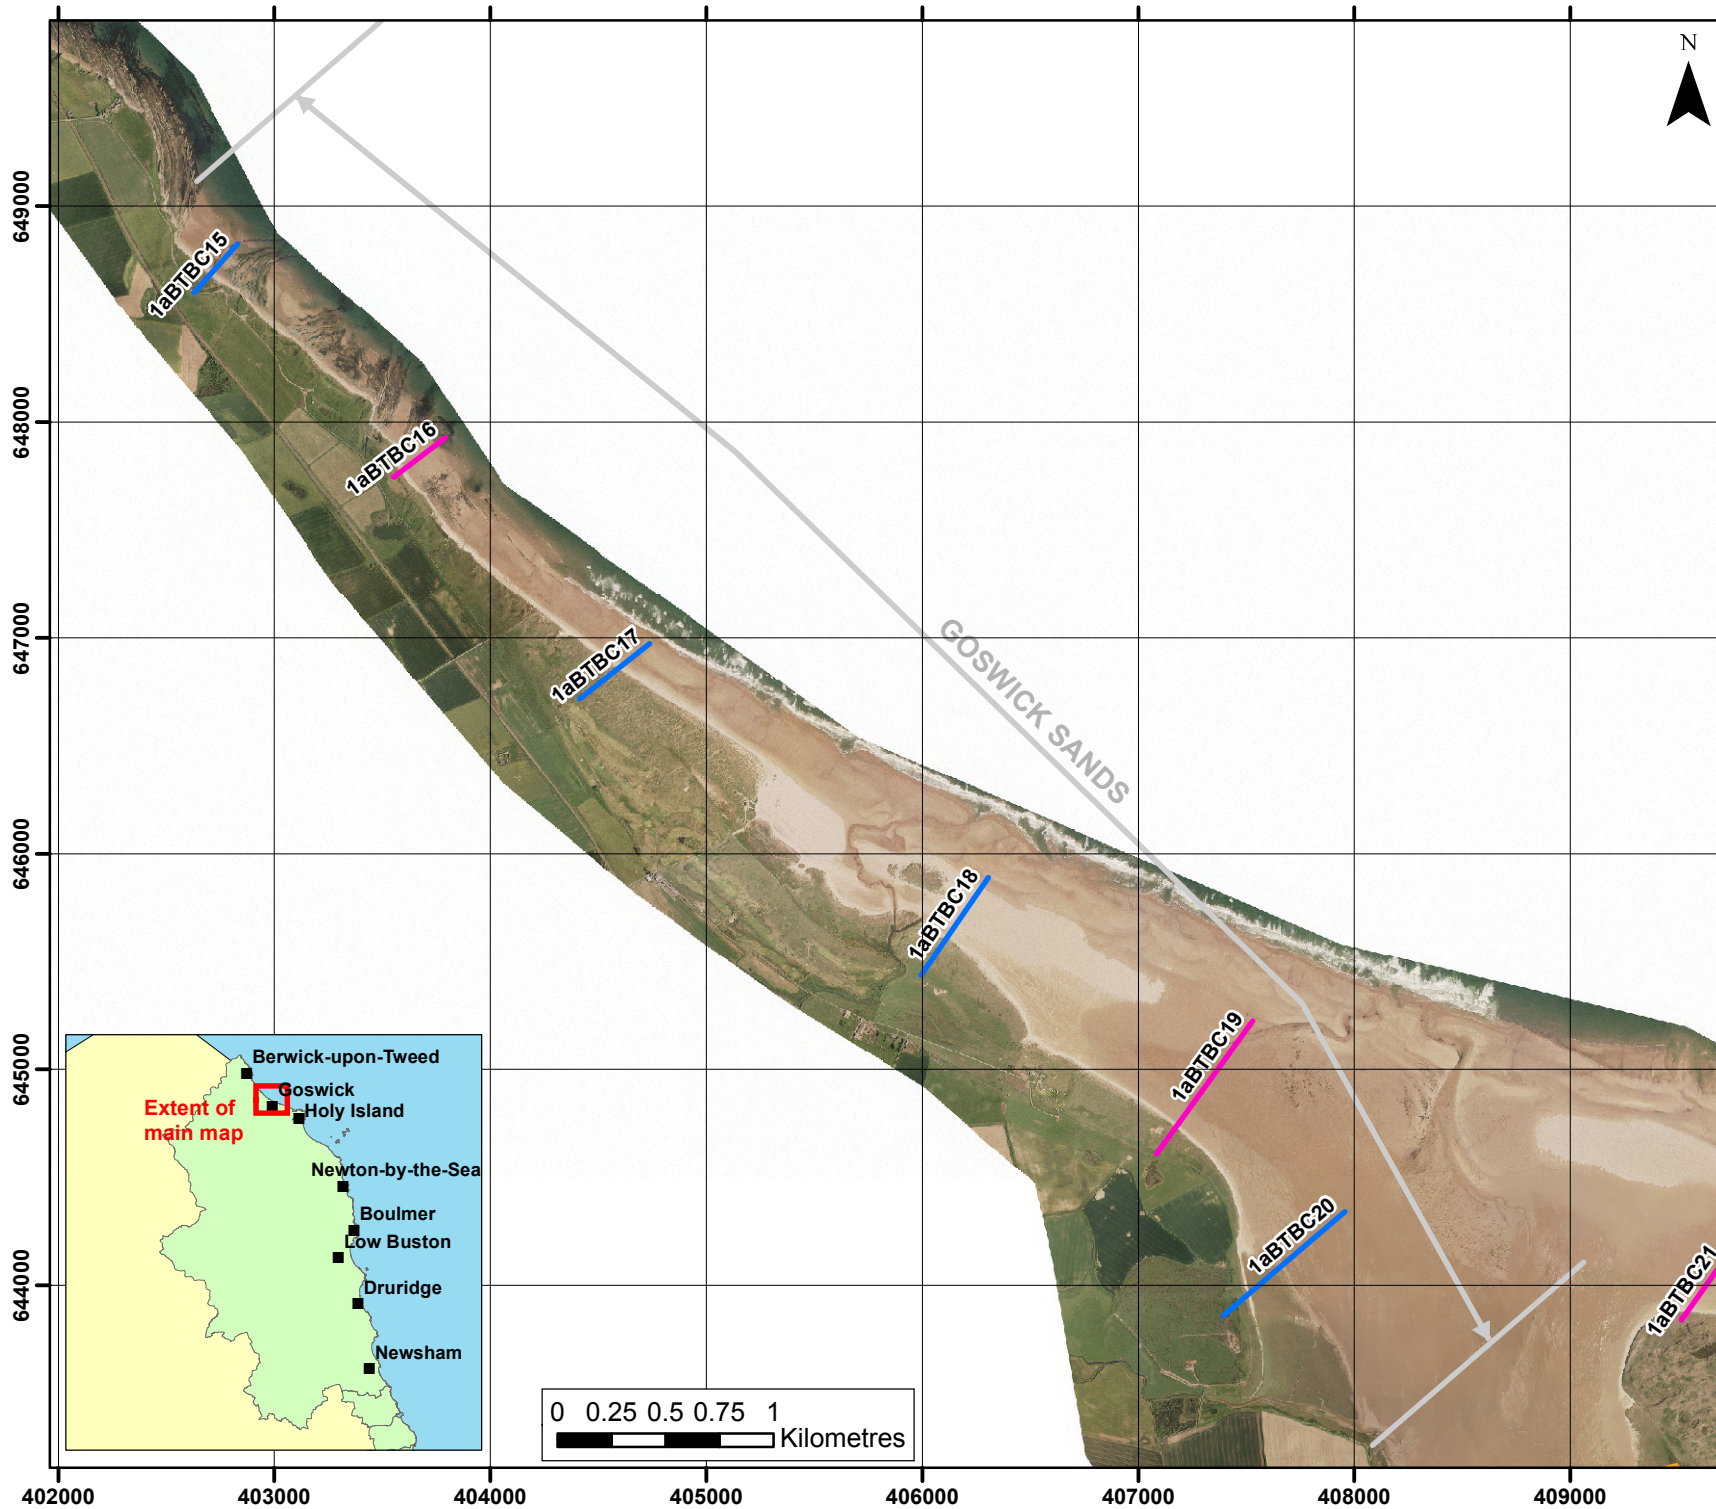 N
649000
648000
647000
646000
645000
644000
1aBTBC15
1aBTBC16
1aBTBC17
1aBTBC18
1aBTBC19
1aBTBC20
1aBTBC21
GOSWICK SANDS
Berwick-upon-Tweed
Goswick
Holy Island
Extent of
main map
Newton-by-the-Sea
Boulmer
Low Buston
Druridge
Newsham
0 0.25 0.5 0.75 1
Kilometres
402000 403000 404000 405000 406000 407000 408000 409000